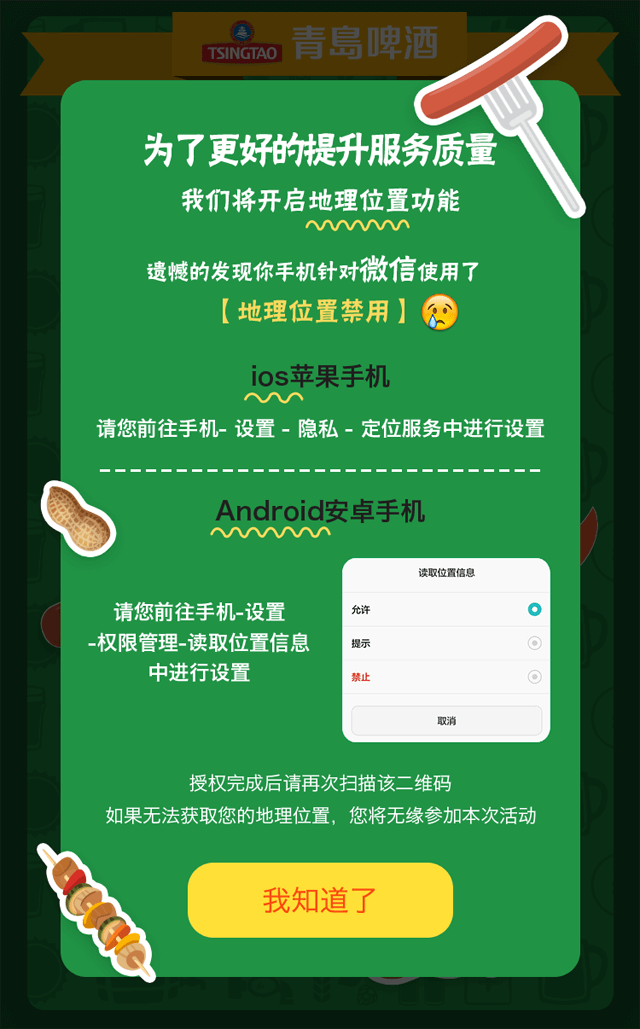 TSINGTAO 青島啤酒
为了更好的提升服务质量
我们将开启地理位置功能
遗憾的发现你手机针对微信使用了
【地理位置禁用】
ios苹果手机
请您前往手机- 设置 - 隐私 - 定位服务中进行设置
Android安卓手机
请您前往手机-设置
-权限管理-读取位置信息
中进行设置
读取位置信息
允许
提示
禁止
取消
授权完成后请再次扫描该二维码
如果无法获取您的地理位置，您将无缘参加本次活动
我知道了